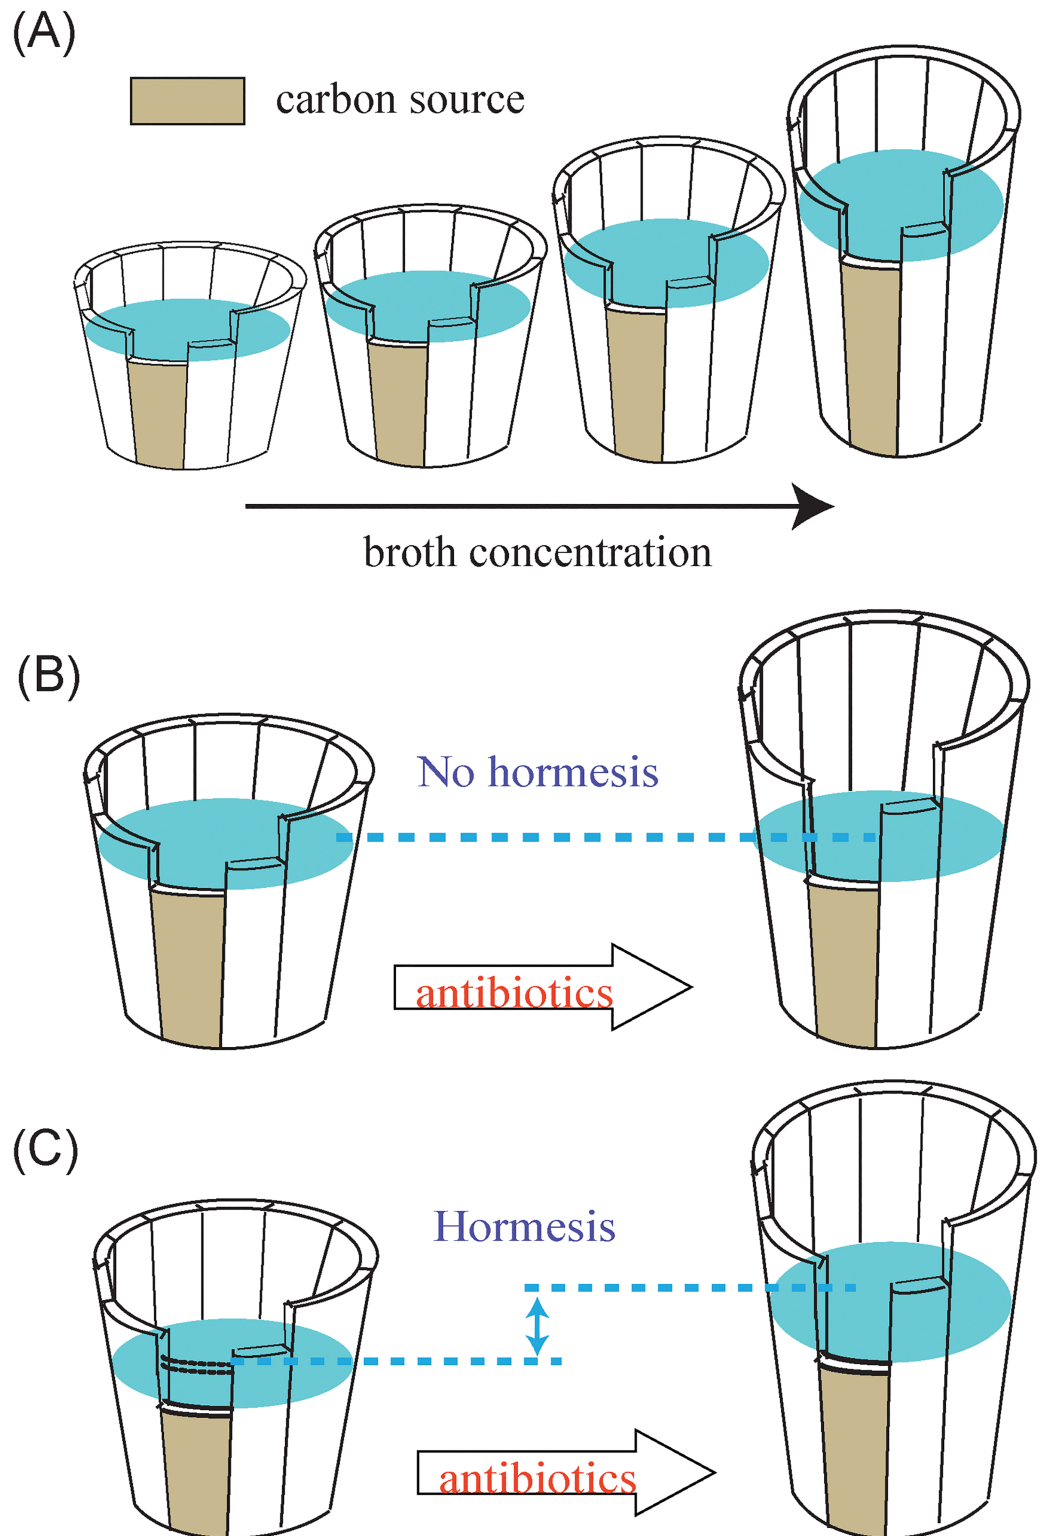 (A)
carbon source
broth concentration
(B)
No hormesis
antibiotics
(C)
Hormesis
antibiotics